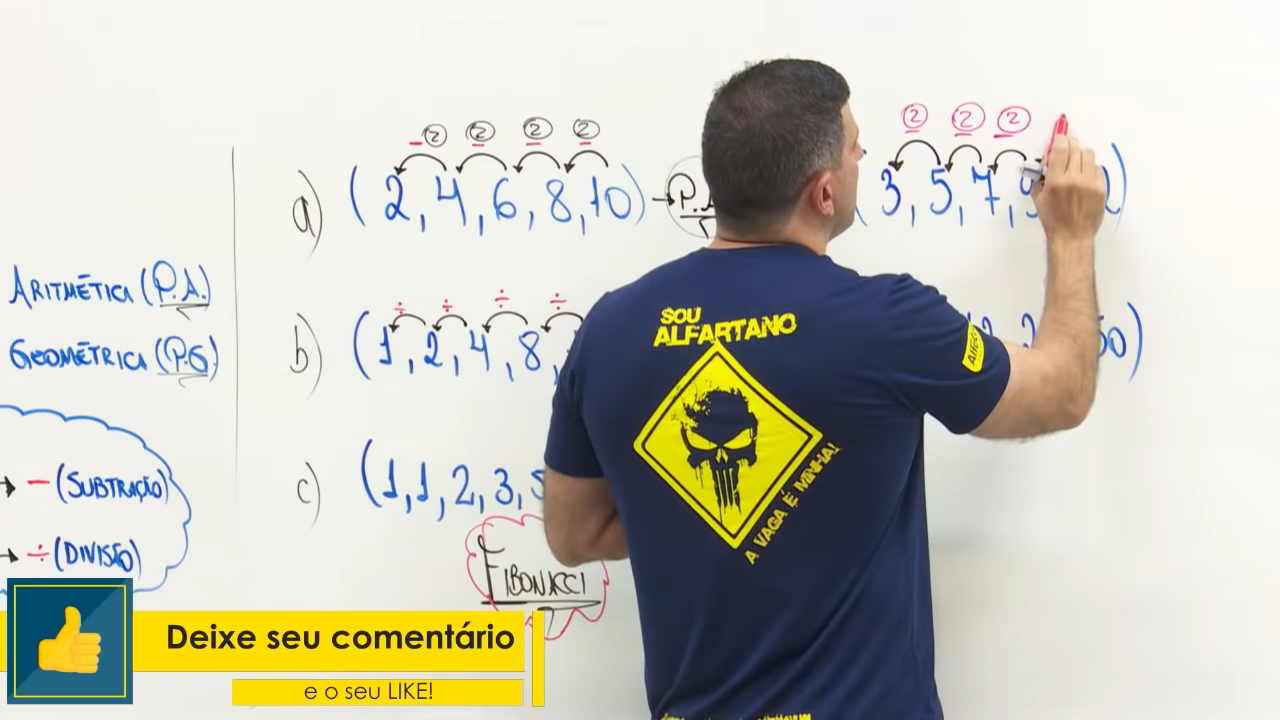 ② ② ② ②
② ② ②
a) (2, 4, 6, 8, 10) → P.A
(3, 5, 7,
ARITMÉTICA (P.A.)
GEOMÉTRICA (P.G)
÷ ÷ ÷ ÷
b) (1, 2, 4, 8,
c) (1, 1, 2, 3, 5
FIBONACCI
→ - (SUBTRAÇÃO)
→ ÷ (DIVISÃO)
SOU
ALFARTANO
A VAGA É MINHA!
Deixe seu comentário
e o seu LIKE!